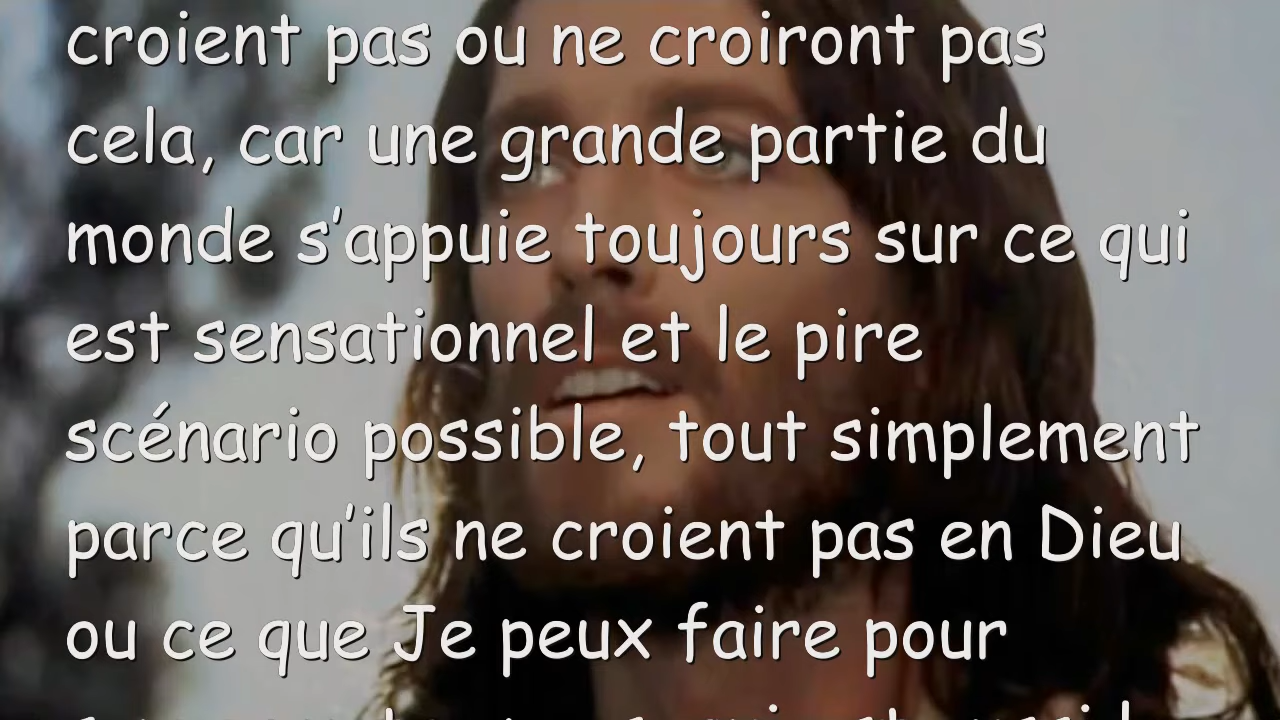 croient pas ou ne croiront pas
cela, car une grande partie du
monde s'appuie toujours sur ce qui
est sensationnel et le pire
scénario possible, tout simplement
parce qu'ils ne croient pas en Dieu
ou ce que Je peux faire pour